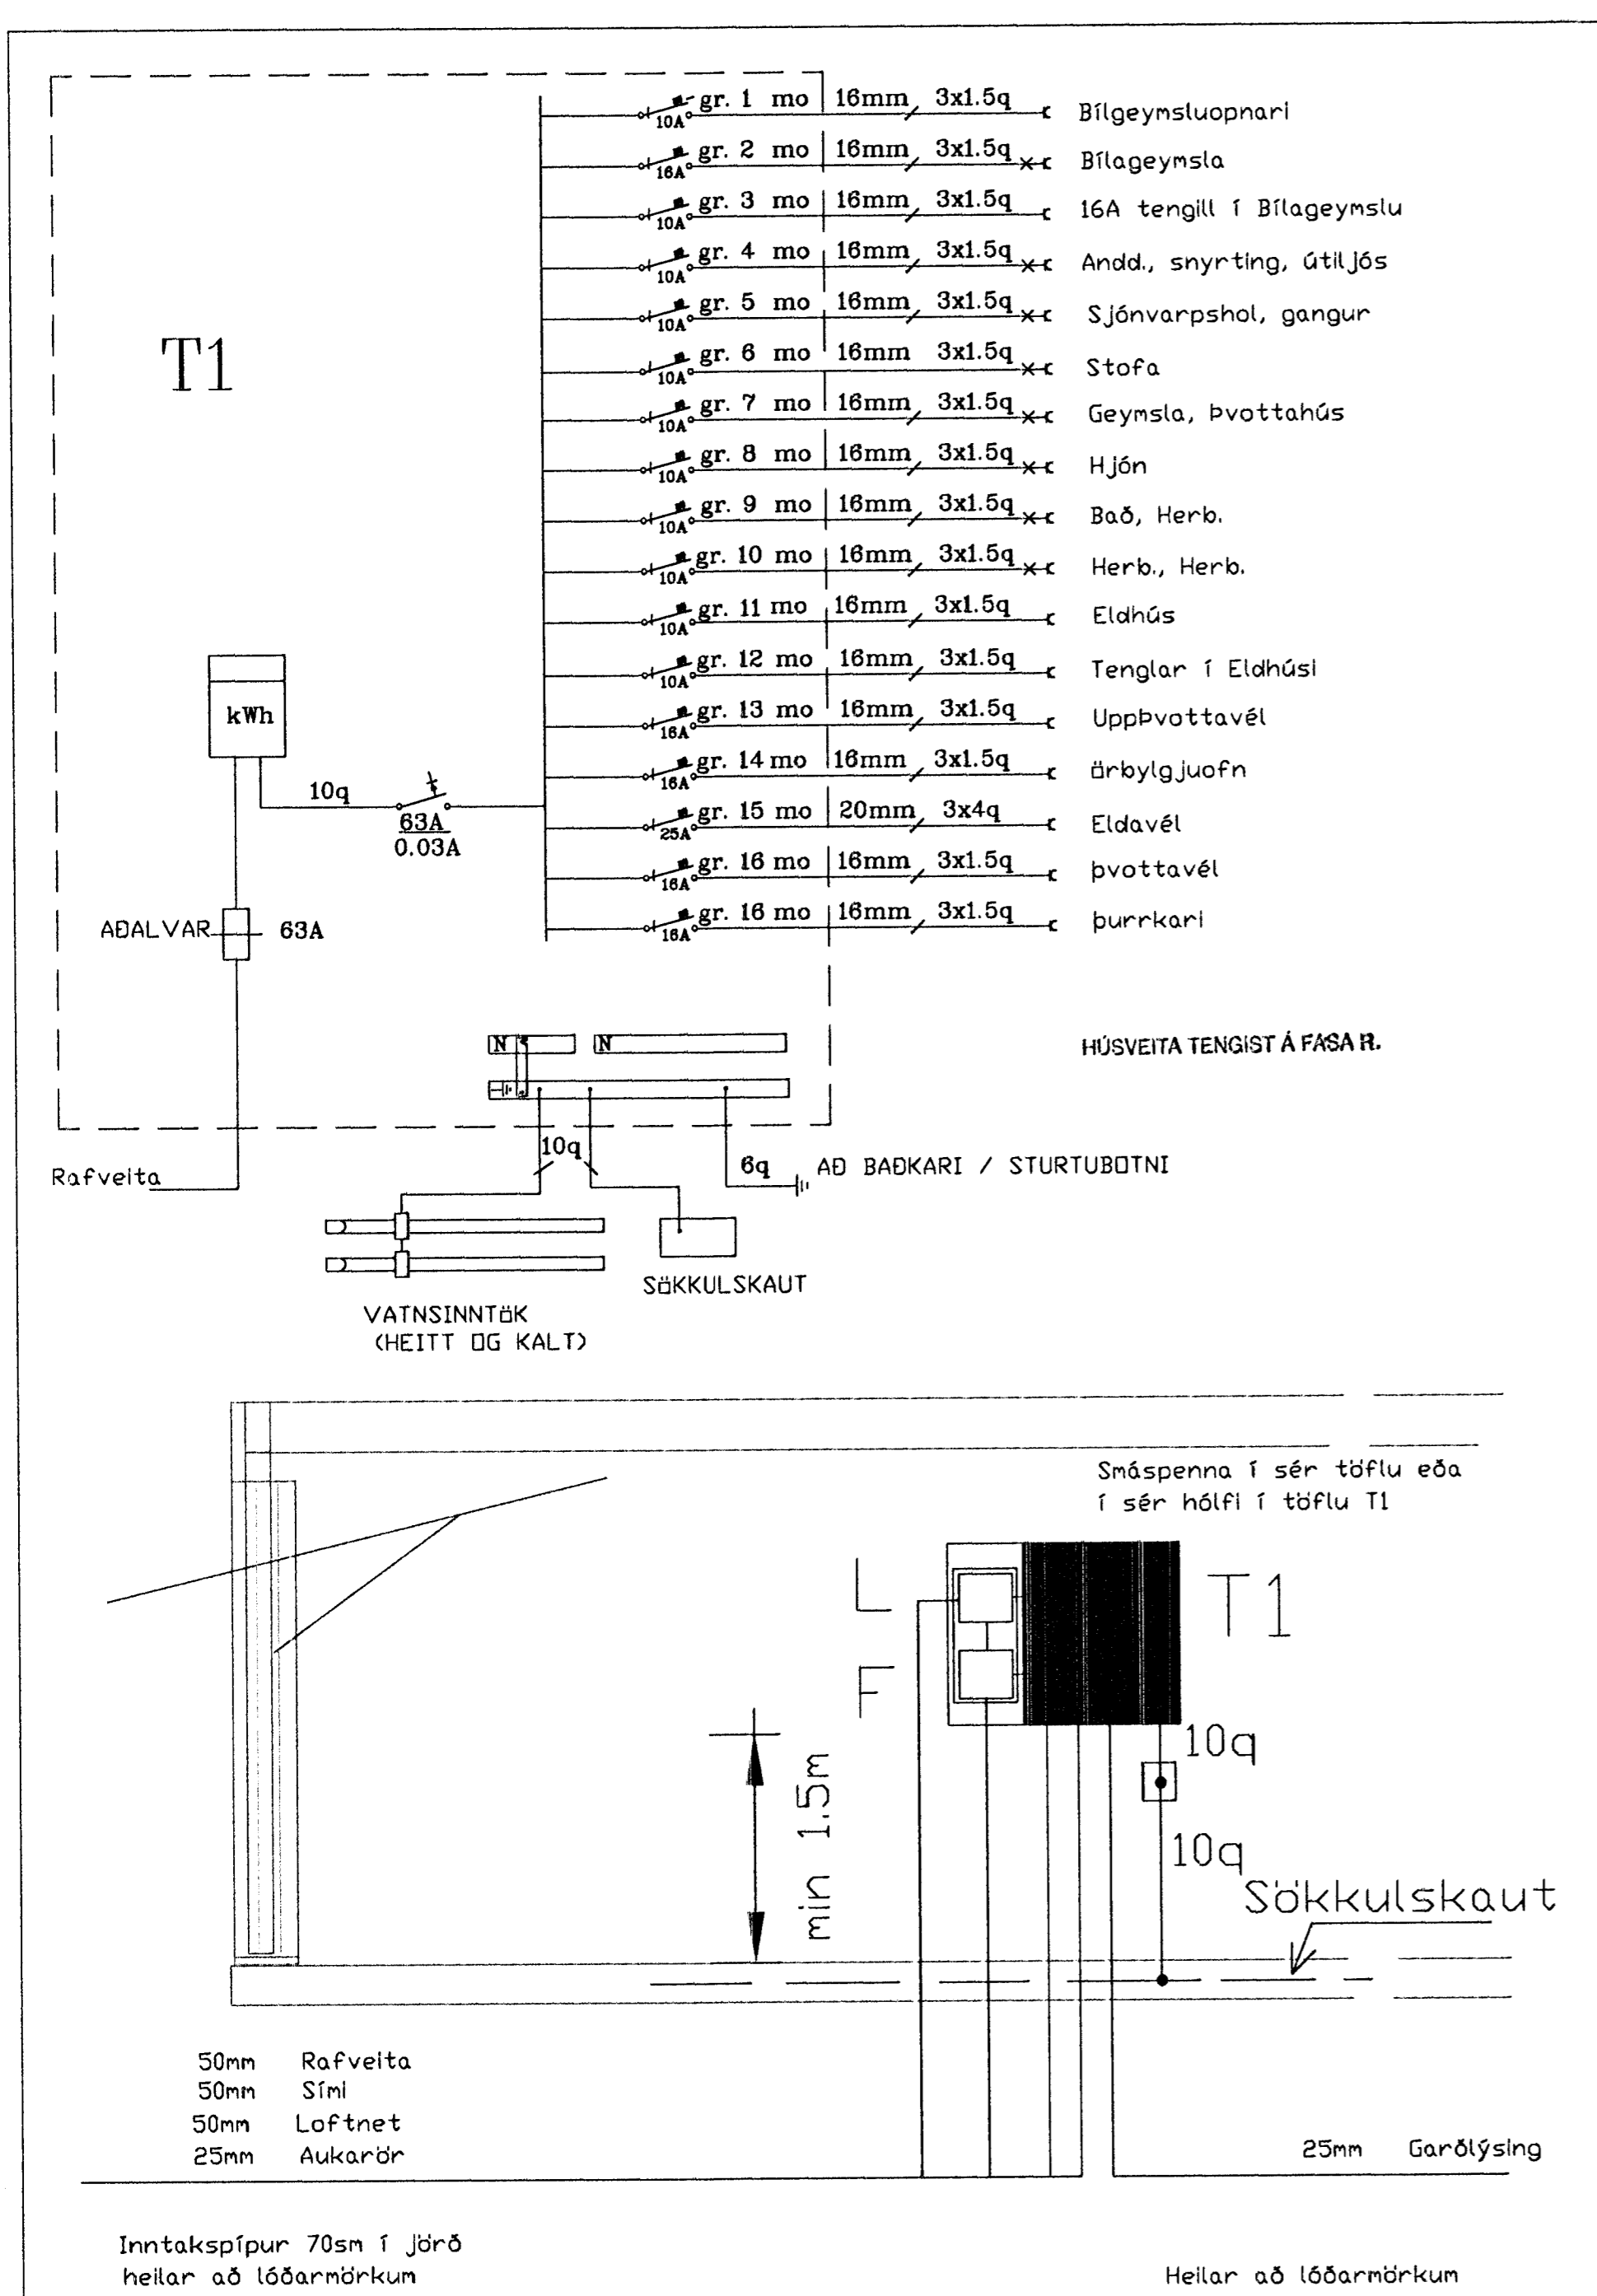 gr. 1 mo 16mm 3x1.5q Bílgeymsluopnari
10A
gr. 2 mo 16mm 3x1.5q Bílageymsla
16A
gr. 3 mo 16mm 3x1.5q 16A tengill í Bílageymslu
10A
gr. 4 mo 16mm 3x1.5q Andd., snyrting, útiljós
10A
gr. 5 mo 16mm 3x1.5q Sjónvarpshol, gangur
10A
T1
gr. 6 mo 16mm 3x1.5q Stofa
10A
gr. 7 mo 16mm 3x1.5q Geymsla, Þvottahús
10A
gr. 8 mo 16mm 3x1.5q Hjón
10A
gr. 9 mo 16mm 3x1.5q Bað, Herb.
10A
gr. 10 mo 16mm 3x1.5q Herb., Herb.
10A
gr. 11 mo 16mm 3x1.5q Eldhús
10A
gr. 12 mo 16mm 3x1.5q Tenglar í Eldhúsi
10A
kWh
gr. 13 mo 16mm 3x1.5q UppÞvottavél
16A
gr. 14 mo 16mm 3x1.5q örbylgjuofn
16A
10q
63A
0.03A
gr. 15 mo 20mm 3x4q Eldavél
25A
gr. 16 mo 16mm 3x1.5q þvottavél
16A
gr. 16 mo 16mm 3x1.5q þurrkari
16A
AÐALVAR 63A
N N
HÚSVEITA TENGIST Á FASA R.
10q
Rafveita
6q AÐ BAÐKARI / STURTUBOTNI
SÖKKULSKAUT
VATNSINNTÖK
(HEITT OG KALT)
Smáspenna í sér töflu eða
í sér hólfi í töflu T1
L
T1
F
10q
min 1.5m
10q
Sökkulskaut
50mm Rafveita
50mm Sími
50mm Loftnet
25mm Aukarör
25mm Garðlýsing
Inntakspípur 70sm í jörð
heilar að lóðarmörkum
Heilar að lóðarmörkum